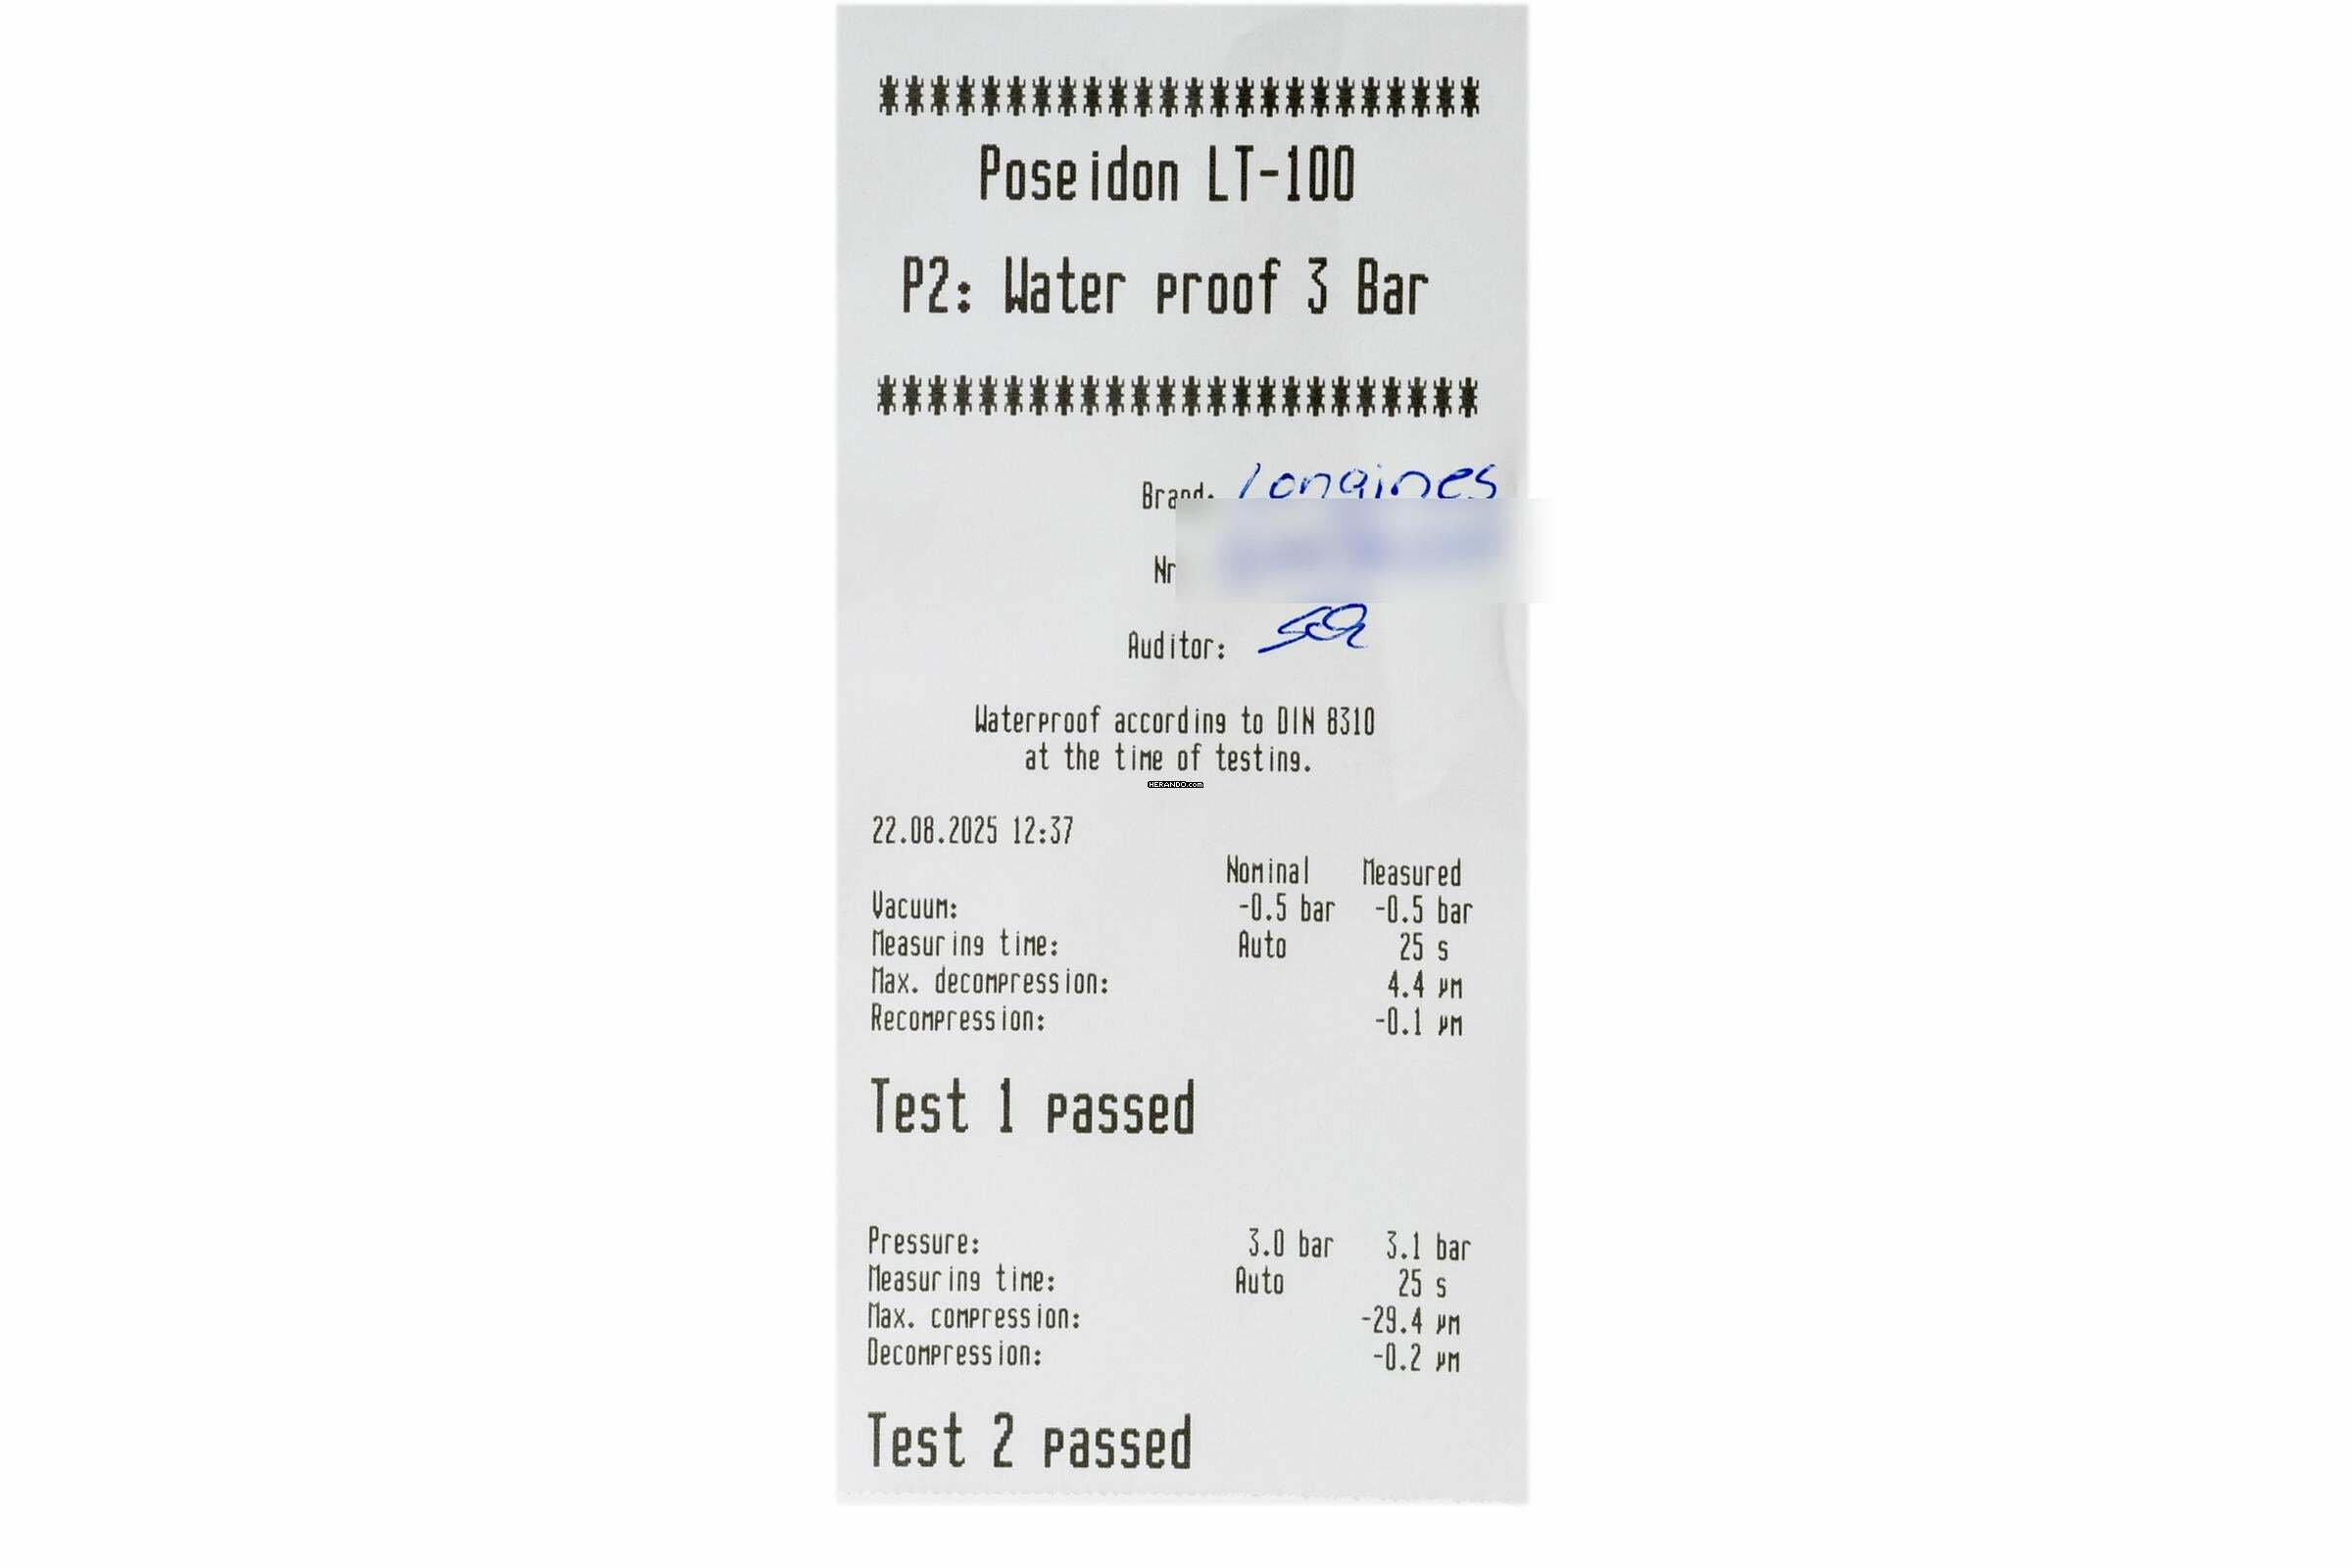 ************************
Poseidon LT-100
P2: Water proof 3 Bar
************************
Brand: Longines
Nr
Auditor:
Waterproof according to DIN 8310
at the time of testing.
HERANDO.com
22.08.2025 12:37
Nominal Measured
Vacuum: -0.5 bar -0.5 bar
Measuring time: Auto 25 s
Max. decompression: 4.4 µm
Recompression: -0.1 µm
Test 1 passed
Pressure: 3.0 bar 3.1 bar
Measuring time: Auto 25 s
Max. compression: -29.4 µm
Decompression: -0.2 µm
Test 2 passed